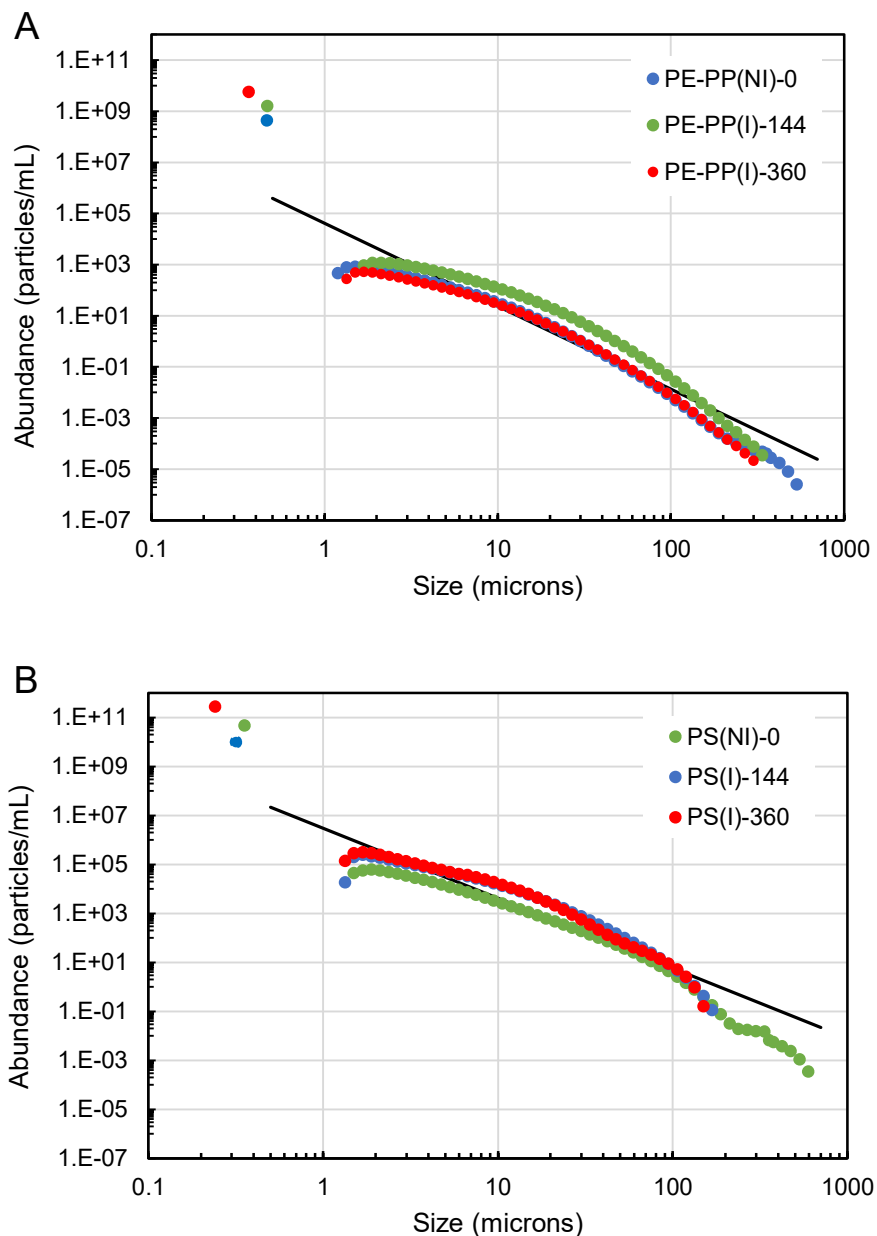 A
1.E+11
1.E+09
1.E+07
1.E+05
1.E+03
1.E+01
1.E-01
1.E-03
1.E-05
1.E-07
Abundance (particles/mL)
PE-PP(NI)-0
PE-PP(I)-144
PE-PP(I)-360
0.1 1 10 100 1000
Size (microns)
B
1.E+11
1.E+09
1.E+07
1.E+05
1.E+03
1.E+01
1.E-01
1.E-03
1.E-05
1.E-07
Abundance (particles/mL)
PS(NI)-0
PS(I)-144
PS(I)-360
0.1 1 10 100 1000
Size (microns)